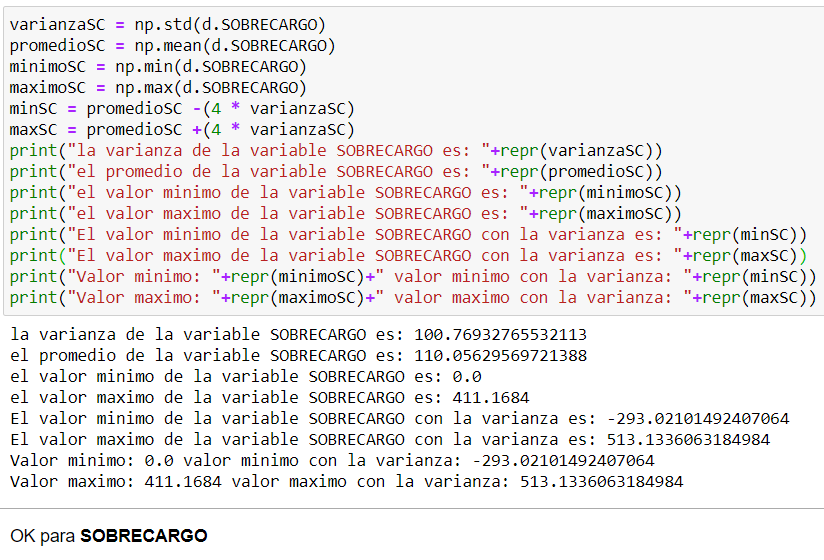 varianzaSC = np.std(d.SOBRECARGO)
promedioSC = np.mean(d.SOBRECARGO)
minimoSC = np.min(d.SOBRECARGO)
maximoSC = np.max(d.SOBRECARGO)
minSC = promedioSC -(4 * varianzaSC)
maxSC = promedioSC +(4 * varianzaSC)
print("la varianza de la variable SOBRECARGO es: "+repr(varianzaSC))
print("el promedio de la variable SOBRECARGO es: "+repr(promedioSC))
print("el valor minimo de la variable SOBRECARGO es: "+repr(minimoSC))
print("el valor maximo de la variable SOBRECARGO es: "+repr(maximoSC))
print("El valor minimo de la variable SOBRECARGO con la varianza es: "+repr(minSC))
print("El valor maximo de la variable SOBRECARGO con la varianza es: "+repr(maxSC))
print("Valor minimo: "+repr(minimoSC)+" valor minimo con la varianza: "+repr(minSC))
print("Valor maximo: "+repr(maximoSC)+" valor maximo con la varianza: "+repr(maxSC))
la varianza de la variable SOBRECARGO es: 100.76932765532113
el promedio de la variable SOBRECARGO es: 110.05629569721388
el valor minimo de la variable SOBRECARGO es: 0.0
el valor maximo de la variable SOBRECARGO es: 411.1684
El valor minimo de la variable SOBRECARGO con la varianza es: -293.02101492407064
El valor maximo de la variable SOBRECARGO con la varianza es: 513.1336063184984
Valor minimo: 0.0 valor minimo con la varianza: -293.02101492407064
Valor maximo: 411.1684 valor maximo con la varianza: 513.1336063184984
OK para SOBRECARGO